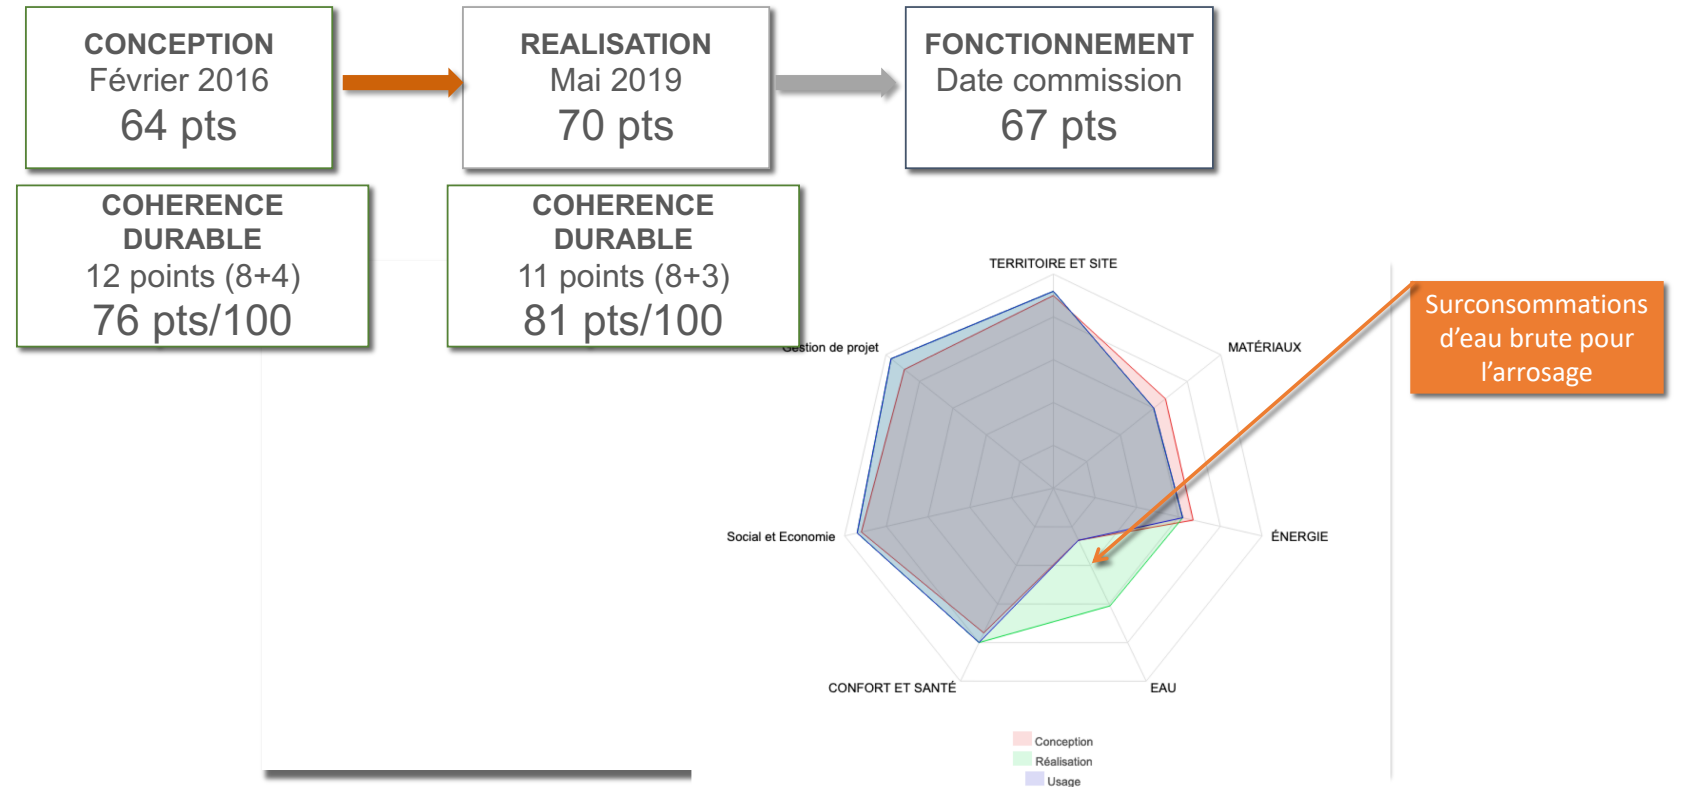 CONCEPTION
Février 2016
64 pts
REALISATION
Mai 2019
70 pts
FONCTIONNEMENT
Date commission
67 pts
COHERENCE
DURABLE
12 points (8+4)
76 pts/100
COHERENCE
DURABLE
11 points (8+3)
81 pts/100
TERRITOIRE ET SITE
MATÉRIAUX
ÉNERGIE
EAU
CONFORT ET SANTÉ
Social et Economie
Gestion de projet
Surconsommations
d’eau brute pour
l’arrosage
Conception
Réalisation
Usage